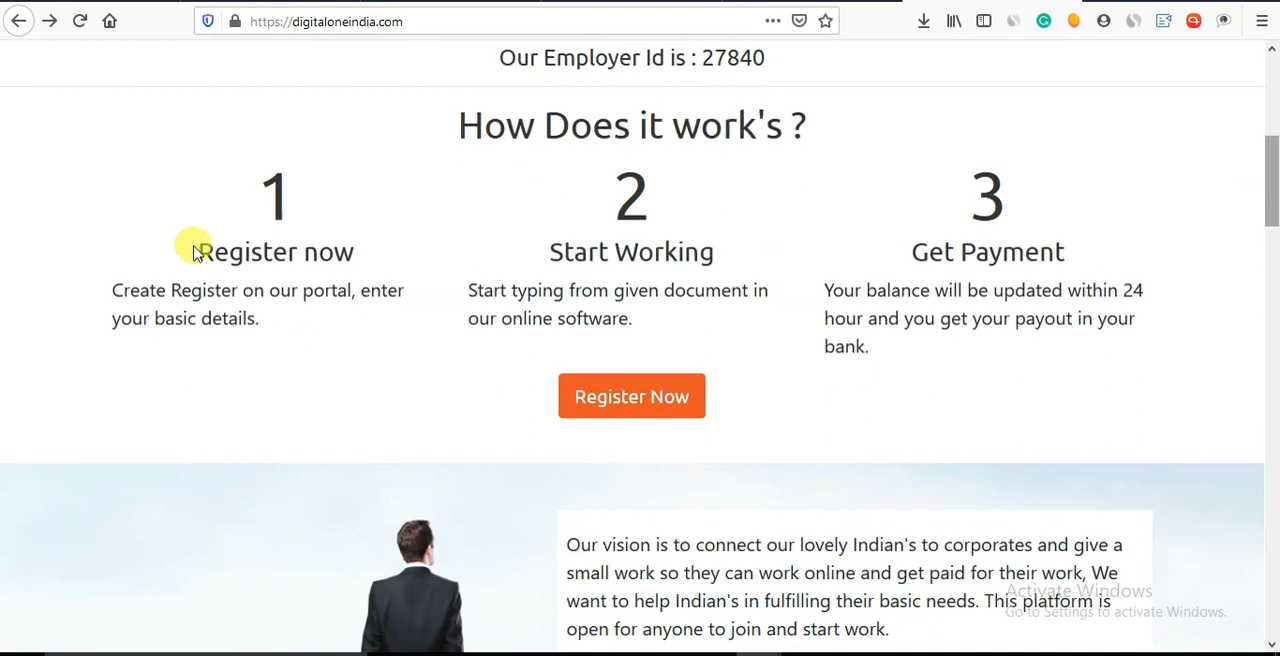 https://digitaloneindia.com
Our Employer Id is : 27840
How Does it work's ?
1
Register now
Create Register on our portal, enter
your basic details.
2
Start Working
Start typing from given document in
our online software.
3
Get Payment
Your balance will be updated within 24
hour and you get your payout in your
bank.
Register Now
Our vision is to connect our lovely Indian's to corporates and give a
small work so they can work online and get paid for their work, We
want to help Indian's in fulfilling their basic needs. This platform is
open for anyone to join and start work.
Activate Windows
Go to Settings to activate Windows.